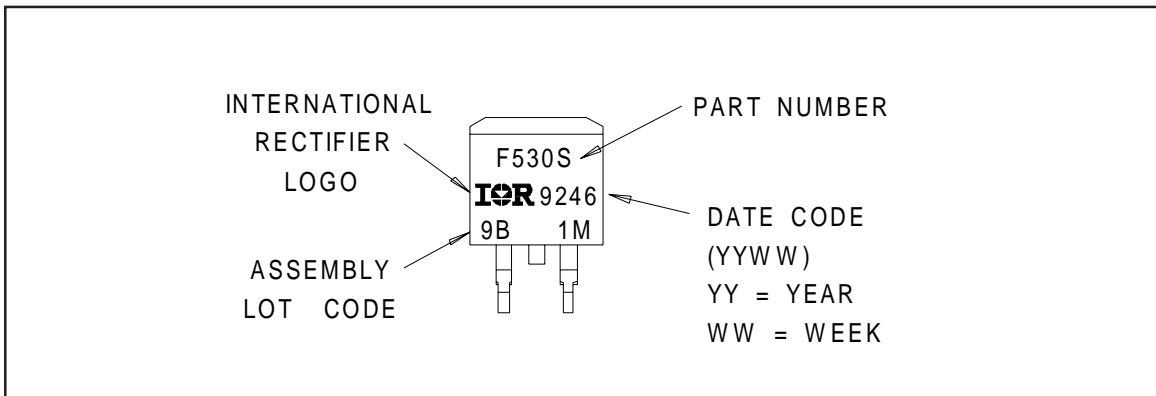 INTERNATIONAL
RECTIFIER
LOGO
ASSEMBLY
LOT CODE
F530S
IOR 9246
9B 1M
PART NUMBER
DATE CODE
(YYWW)
YY = YEAR
WW = WEEK